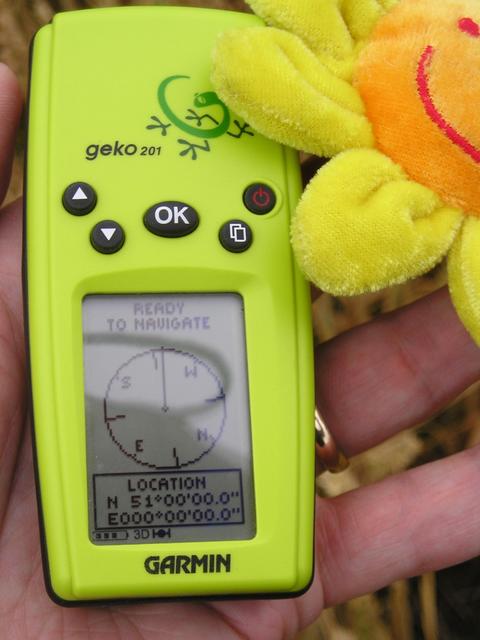 geko 201
OK
READY
TO NAVIGATE
S W
E N
LOCATION
N 51°00'00.0"
E000°00'00.0"
3D
GARMIN